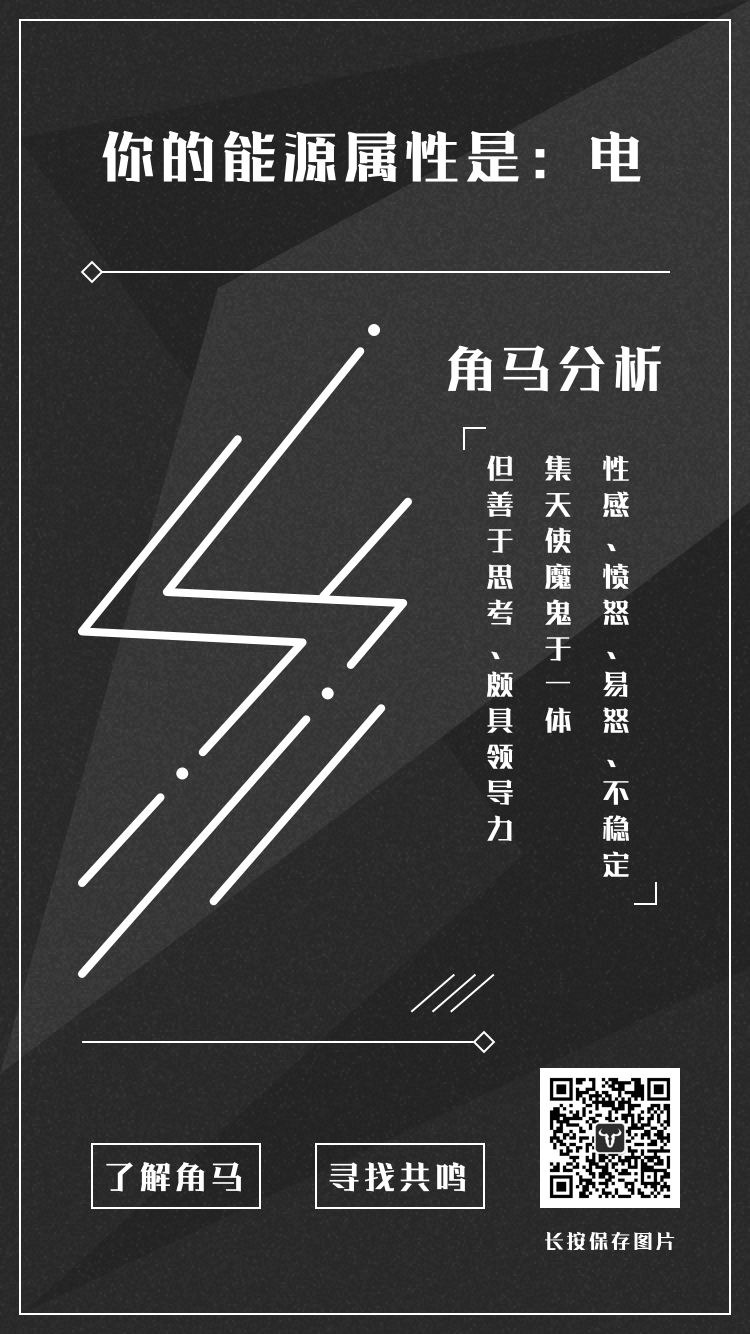 你的能源属性是：电
角马分析
性感、愤怒、易怒、不稳定
集天使魔鬼于一体
但善于思考、颇具领导力
了解角马
寻找共鸣
长按保存图片